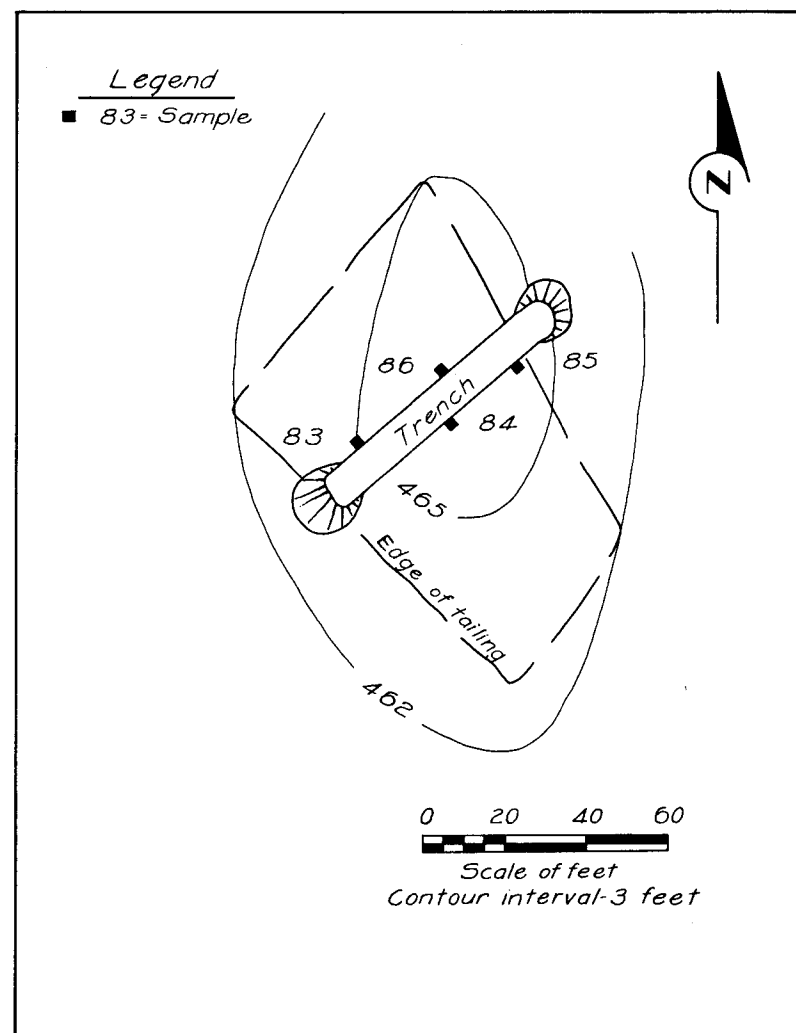 Legend
83 = Sample
N
86
85
Trench
83
84
465
Edge of tailing
462
0 20 40 60
Scale of feet
Contour interval-3 feet